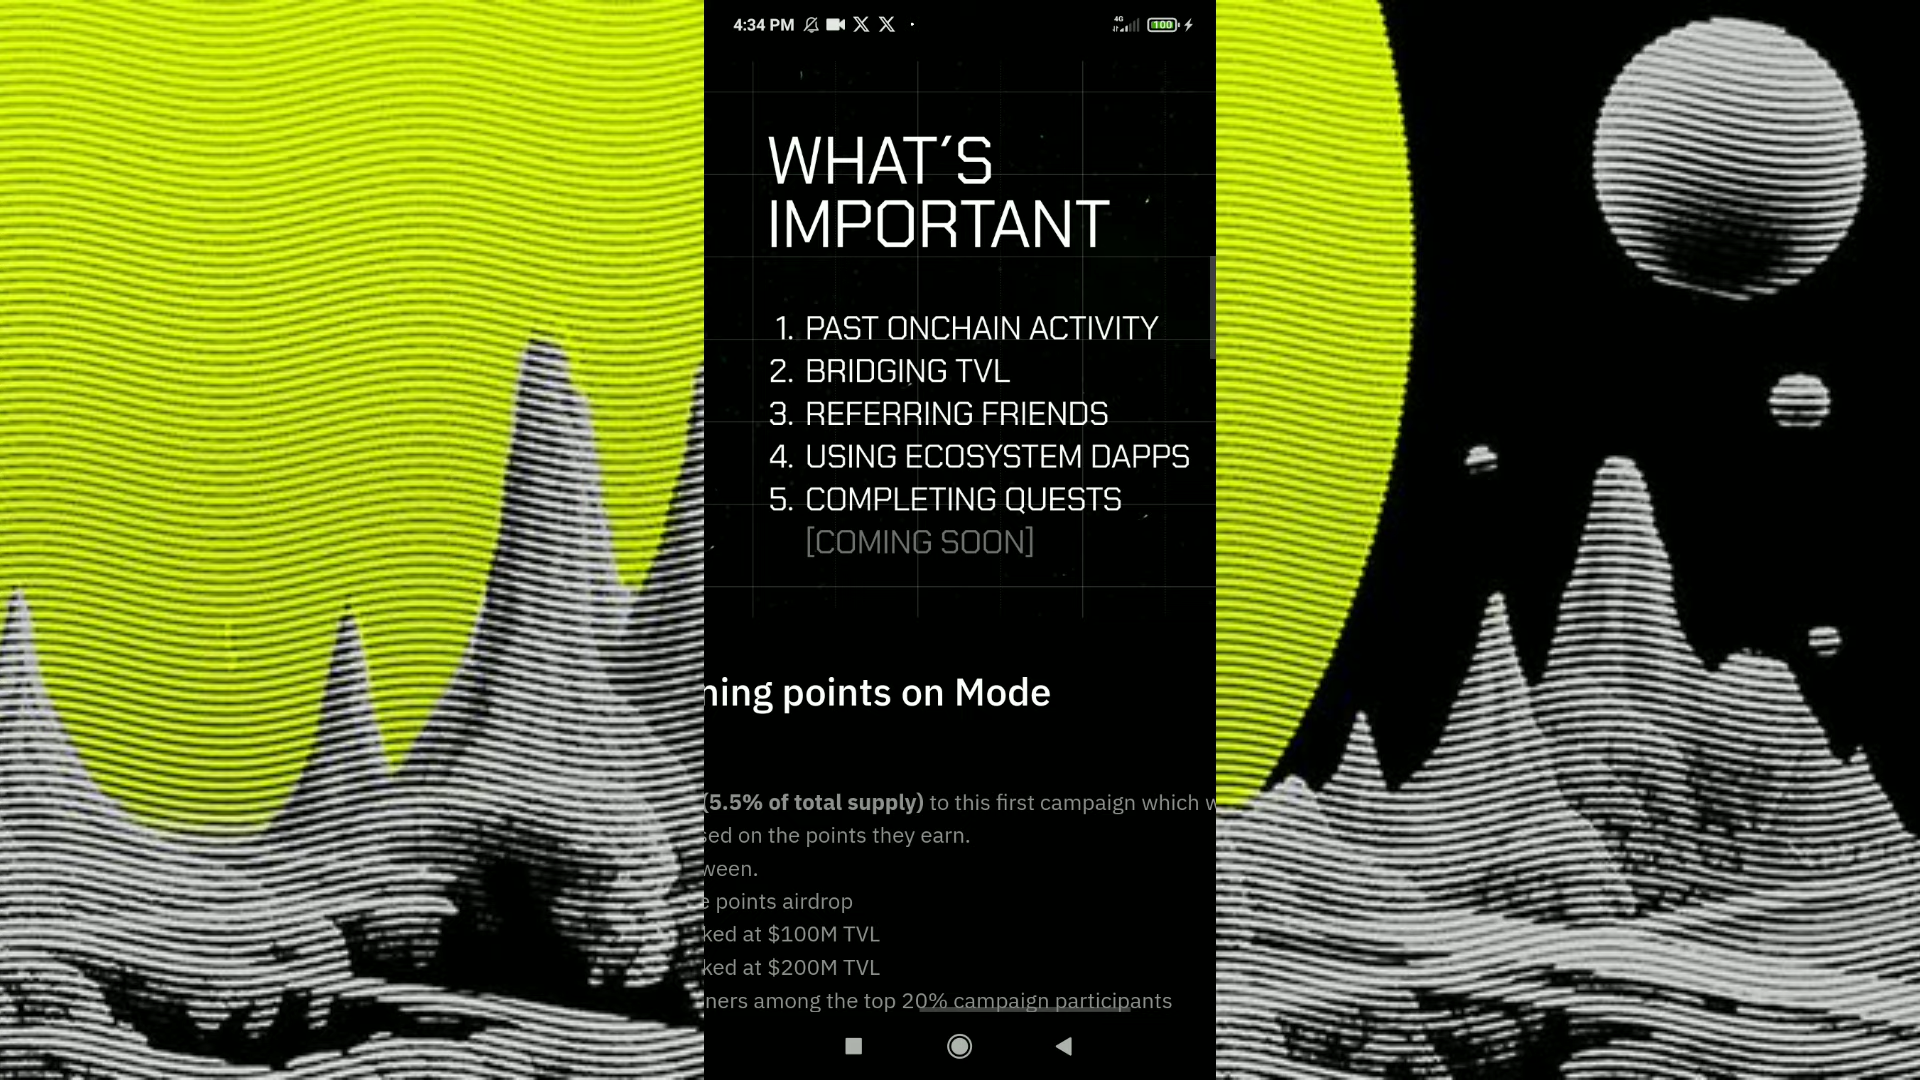 4:34 PM
4G
100
WHAT´S
IMPORTANT
1. PAST ONCHAIN ACTIVITY
2. BRIDGING TVL
3. REFERRING FRIENDS
4. USING ECOSYSTEM DAPPS
5. COMPLETING QUESTS
[COMING SOON]
ning points on Mode
(5.5% of total supply) to this first campaign which w
sed on the points they earn.
ween.
e points airdrop
ked at $100M TVL
ked at $200M TVL
ners among the top 20% campaign participants